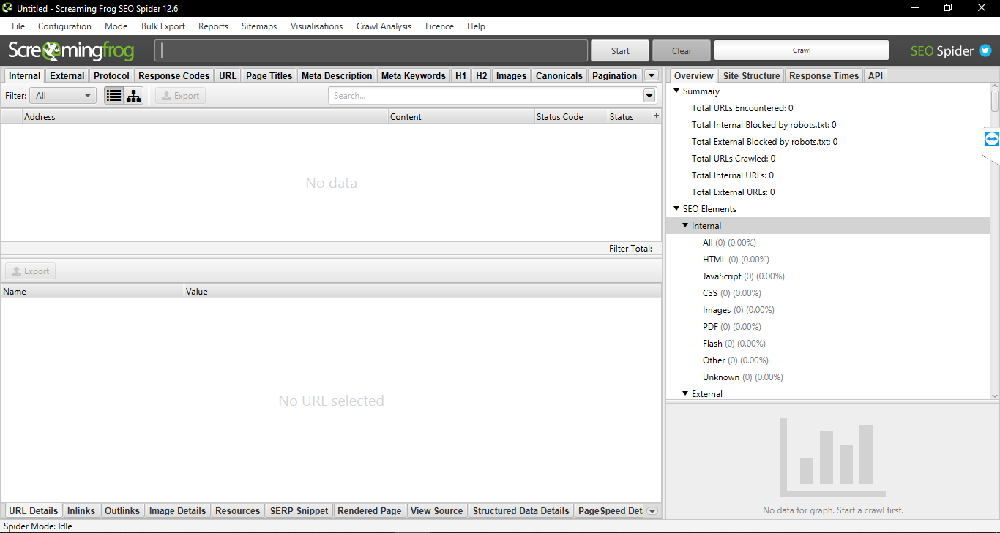 Untitled - Screaming Frog SEO Spider 12.6
File Configuration Mode Bulk Export Reports Sitemaps Visualisations Crawl Analysis Licence Help
Screamingfrog Start Clear Crawl SEO Spider
Internal External Protocol Response Codes URL Page Titles Meta Description Meta Keywords H1 H2 Images Canonicals Pagination
Filter: All Export Search...
Address Content Status Code Status +
No data
Filter Total:
Export
Name Value
No URL selected
URL Details Inlinks Outlinks Image Details Resources SERP Snippet Rendered Page View Source Structured Data Details PageSpeed Det
Overview Site Structure Response Times API
Summary
Total URLs Encountered: 0
Total Internal Blocked by robots.txt: 0
Total External Blocked by robots.txt: 0
Total URLs Crawled: 0
Total Internal URLs: 0
Total External URLs: 0
SEO Elements
Internal
All (0) (0.00%)
HTML (0) (0.00%)
JavaScript (0) (0.00%)
CSS (0) (0.00%)
Images (0) (0.00%)
PDF (0) (0.00%)
Flash (0) (0.00%)
Other (0) (0.00%)
Unknown (0) (0.00%)
External
No data for graph. Start a crawl first.
Spider Mode: Idle